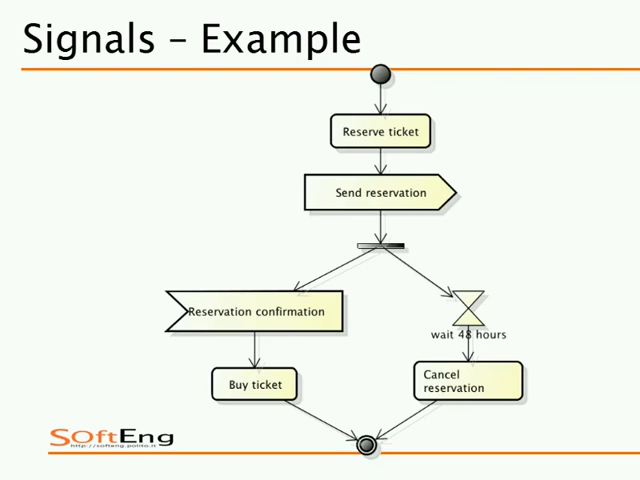 Signals – Example
Reserve ticket
Send reservation
Reservation confirmation
wait 48 hours
Buy ticket
Cancel
reservation
SOftEng
http://softeng.polito.it